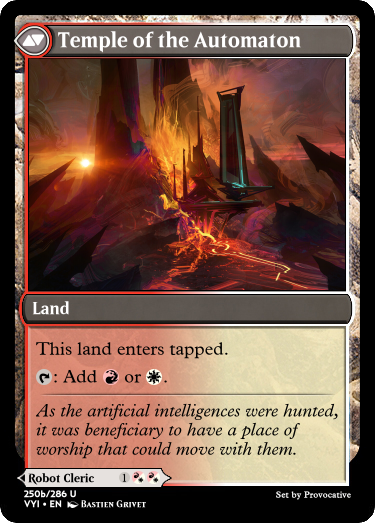 Temple of the Automaton
Land
This land enters tapped.
: Add or .
As the artificial intelligences were hunted,
it was beneficiary to have a place of
worship that could move with them.
Robot Cleric 1
250b/286 U
VYI • EN Bastien Grivet
Set by Provocative